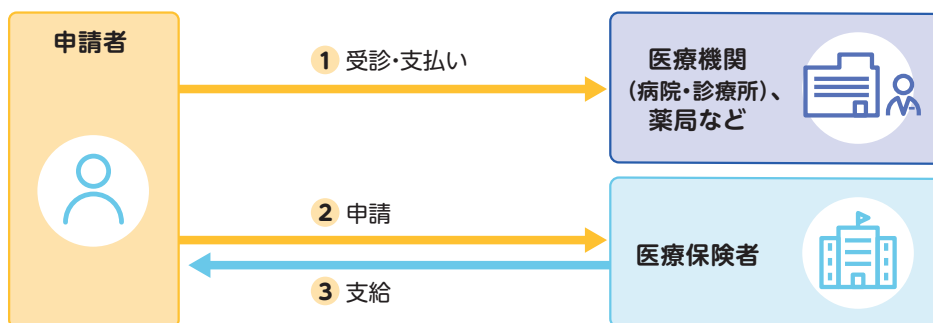 申請者
1 受診・支払い
医療機関
（病院・診療所）、
薬局など
2 申請
医療保険者
3 支給